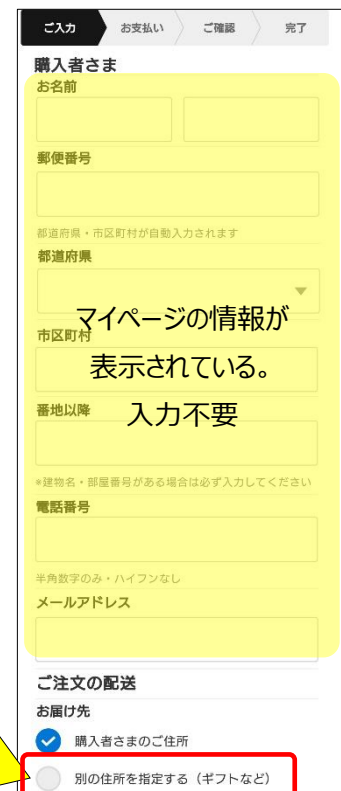 ご入力 お支払い ご確認 完了
購入者さま
お名前
郵便番号
都道府県・市区町村が自動入力されます
都道府県
マイページの情報が
市区町村
表示されている。
番地以降
入力不要
*建物名・部屋番号がある場合は必ず入力してください
電話番号
半角数字のみ・ハイフンなし
メールアドレス
ご注文の配送
お届け先
購入者さまのご住所
別の住所を指定する（ギフトなど）